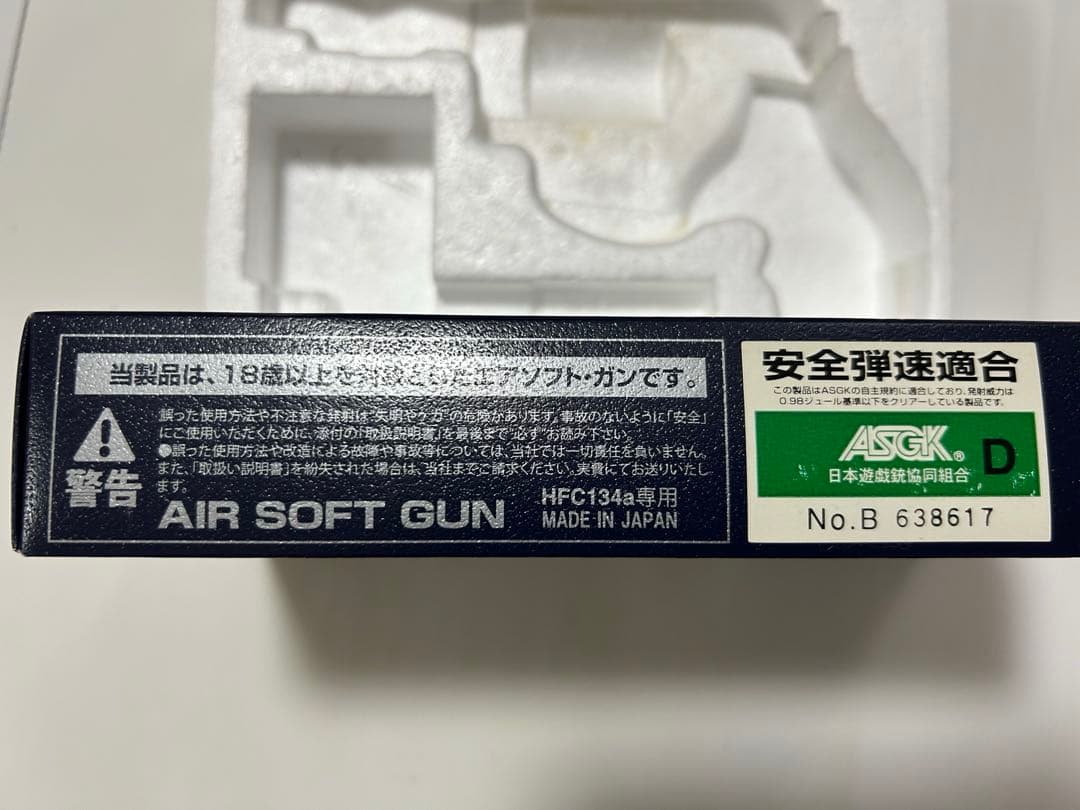 当製品は、18歳以上を対象としたエアソフト・ガンです。
警告
誤った使用方法や不注意な発射は"失明やケガ"の危険があります。事故のないように「安全」
にご使用いただくために、添付の「取扱説明書」を最後まで"必ず"お読み下さい。
●誤った使用方法や改造による故障や事故等については、当社では一切責任を負いません。
また、「取扱い説明書」を紛失された場合は、当社までご請求ください。実費にてお送りいたし
ます。
AIR SOFT GUN
HFC134a専用
MADE IN JAPAN
安全弾速適合
この製品はASGKの自主規約に適合しており、発射威力は
0.98ジュール基準以下をクリアーしている製品です。
ASGK® D
日本遊戯銃協同組合
No.B 638617